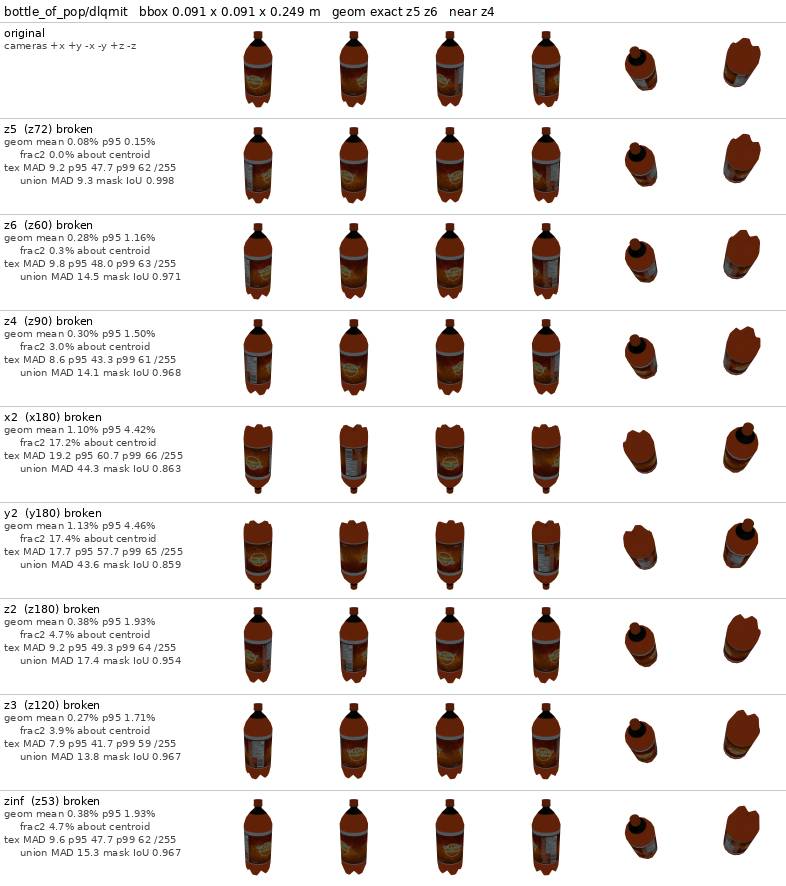 bottle_of_pop/dlqmit   bbox 0.091 x 0.091 x 0.249 m   geom exact z5 z6   near z4
original
cameras +x +y -x -y +z -z
z5  (z72) broken
geom mean 0.08% p95 0.15%
frac2 0.0% about centroid
tex MAD 9.2 p95 47.7 p99 62 /255
union MAD 9.3 mask IoU 0.998
z6  (z60) broken
geom mean 0.28% p95 1.16%
frac2 0.3% about centroid
tex MAD 9.8 p95 48.0 p99 63 /255
union MAD 14.5 mask IoU 0.971
z4  (z90) broken
geom mean 0.30% p95 1.50%
frac2 3.0% about centroid
tex MAD 8.6 p95 43.3 p99 61 /255
union MAD 14.1 mask IoU 0.968
x2  (x180) broken
geom mean 1.10% p95 4.42%
frac2 17.2% about centroid
tex MAD 19.2 p95 60.7 p99 66 /255
union MAD 44.3 mask IoU 0.863
y2  (y180) broken
geom mean 1.13% p95 4.46%
frac2 17.4% about centroid
tex MAD 17.7 p95 57.7 p99 65 /255
union MAD 43.6 mask IoU 0.859
z2  (z180) broken
geom mean 0.38% p95 1.93%
frac2 4.7% about centroid
tex MAD 9.2 p95 49.3 p99 64 /255
union MAD 17.4 mask IoU 0.954
z3  (z120) broken
geom mean 0.27% p95 1.71%
frac2 3.9% about centroid
tex MAD 7.9 p95 41.7 p99 59 /255
union MAD 13.8 mask IoU 0.967
zinf  (z53) broken
geom mean 0.38% p95 1.93%
frac2 4.7% about centroid
tex MAD 9.6 p95 47.7 p99 62 /255
union MAD 15.3 mask IoU 0.967